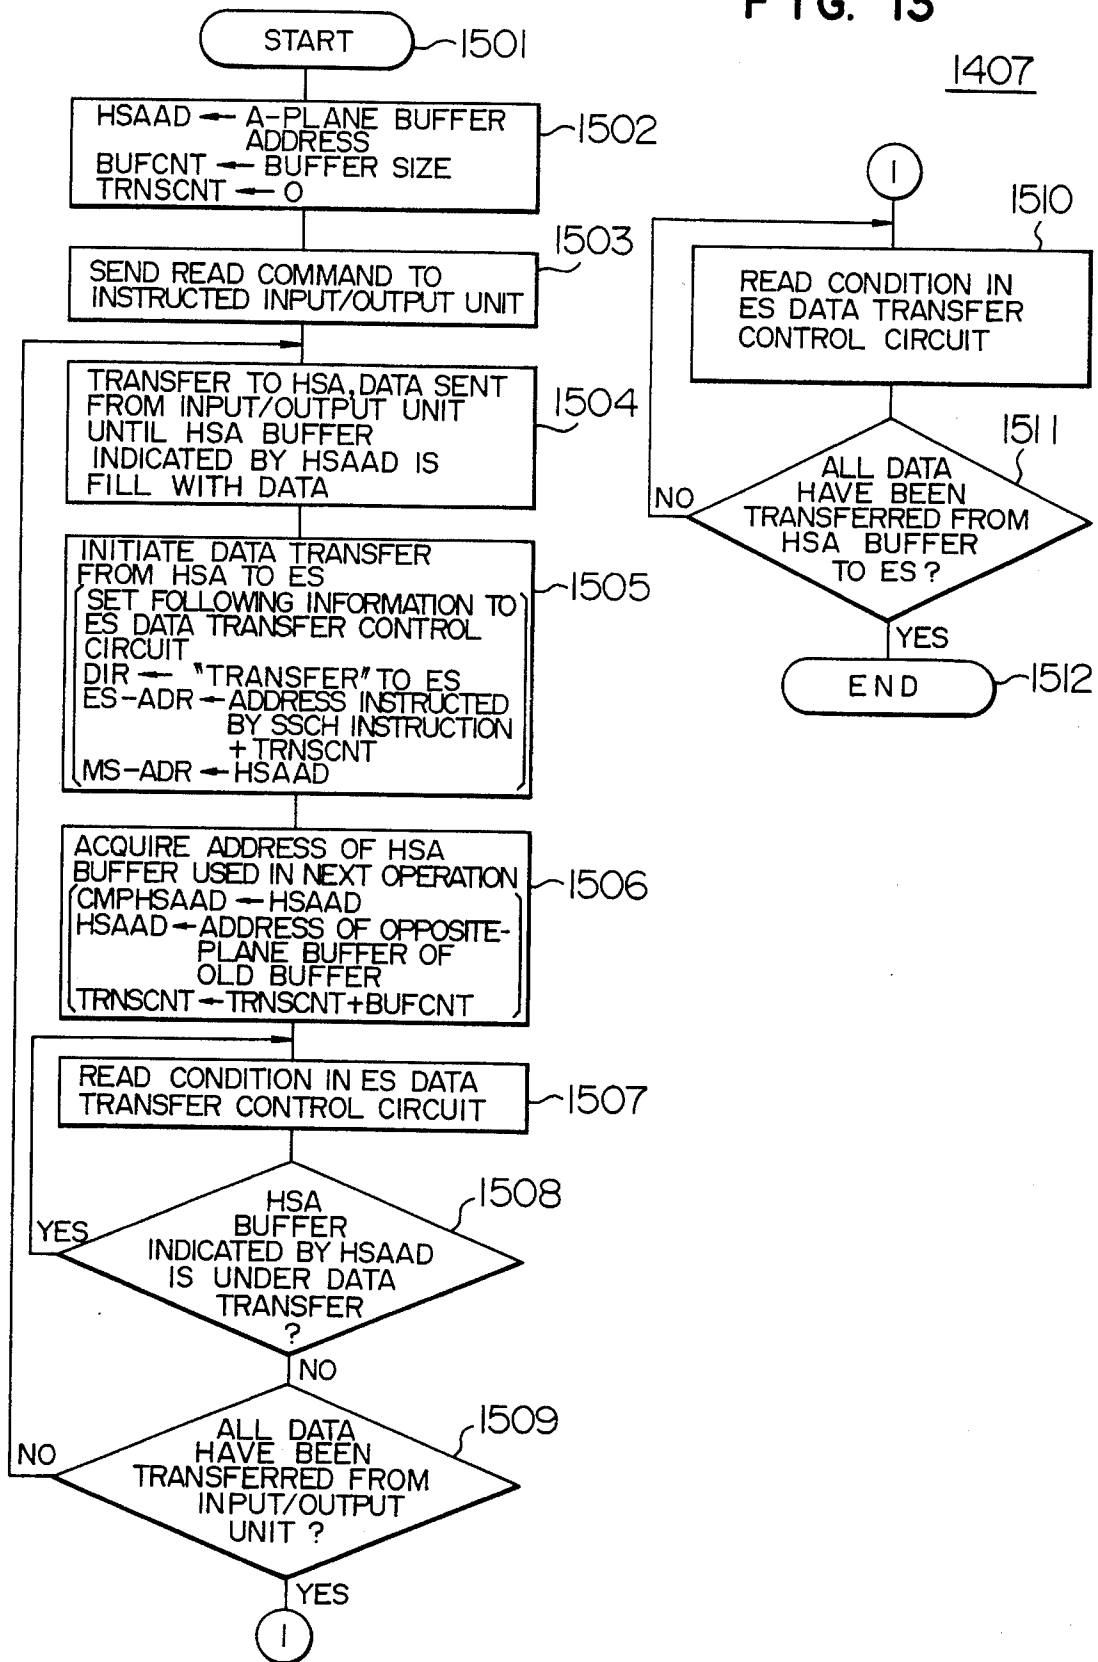 FIG. 15
1407
START
1501
HSAAD ← A-PLANE BUFFER
ADDRESS
BUFCNT ← BUFFER SIZE
TRNSCNT ← 0
1502
SEND READ COMMAND TO
INSTRUCTED INPUT/OUTPUT UNIT
1503
TRANSFER TO HSA, DATA SENT
FROM INPUT/OUTPUT UNIT
UNTIL HSA BUFFER
INDICATED BY HSAAD IS
FILL WITH DATA
1504
INITIATE DATA TRANSFER
FROM HSA TO ES
SET FOLLOWING INFORMATION TO
ES DATA TRANSFER CONTROL
CIRCUIT
DIR ← "TRANSFER" TO ES
ES-ADR ← ADDRESS INSTRUCTED
BY SSCH INSTRUCTION
+ TRNSCNT
MS-ADR ← HSAAD
1505
ACQUIRE ADDRESS OF HSA
BUFFER USED IN NEXT OPERATION
CMPHSAAD ← HSAAD
HSAAD ← ADDRESS OF OPPOSITE-
PLANE BUFFER OF
OLD BUFFER
TRNSCNT ← TRNSCNT+BUFCNT
1506
READ CONDITION IN ES DATA
TRANSFER CONTROL CIRCUIT
1507
HSA
BUFFER
INDICATED BY HSAAD
IS UNDER DATA
TRANSFER
?
1508
YES
NO
ALL DATA
HAVE BEEN
TRANSFERRED FROM
INPUT/OUTPUT
UNIT ?
1509
NO
YES
1
1
1510
READ CONDITION IN
ES DATA TRANSFER
CONTROL CIRCUIT
1511
ALL DATA
HAVE BEEN
TRANSFERRED FROM
HSA BUFFER
TO ES ?
NO
YES
END
1512